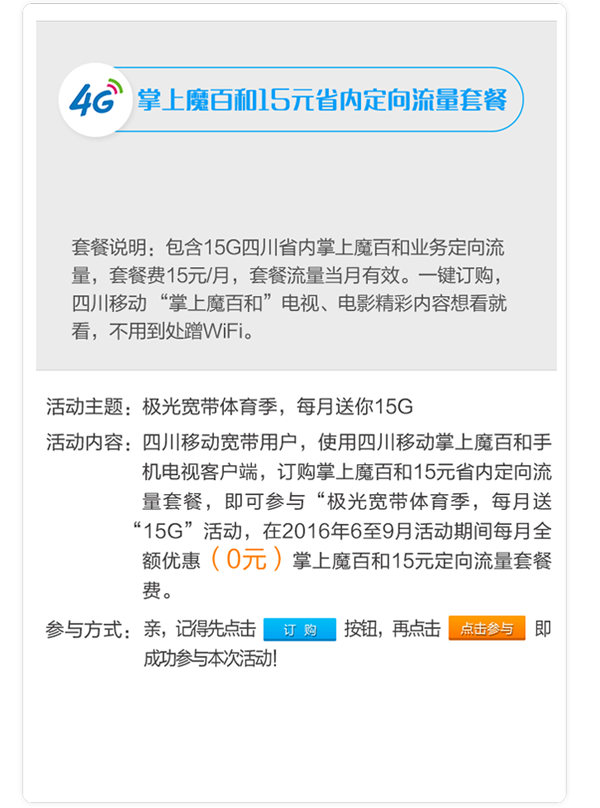 4G 掌上魔百和15元省内定向流量套餐
套餐说明：包含15G四川省内掌上魔百和业务定向流
量，套餐费15元/月，套餐流量当月有效。一键订购，
四川移动“掌上魔百和”电视、电影精彩内容想看就
看，不用到处蹭WiFi。
活动主题：极光宽带体育季，每月送你15G
活动内容：四川移动宽带用户，使用四川移动掌上魔百和手
机电视客户端，订购掌上魔百和15元省内定向流
量套餐，即可参与“极光宽带体育季，每月送
“15G”活动，在2016年6至9月活动期间每月全
额优惠（0元）掌上魔百和15元定向流量套餐
费。
参与方式：亲，记得先点击 订 购 按钮，再点击 点击参与 即
成功参与本次活动！